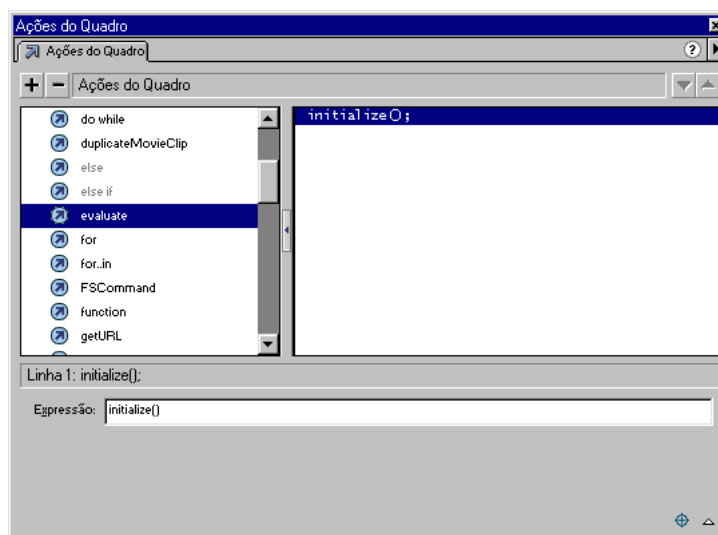 Ações do Quadro
Ações do Quadro
?
+ − Ações do Quadro
do while
duplicateMovieClip
else
else if
evaluate
for
for..in
FSCommand
function
getURL
initialize();
Linha 1: initialize();
Expressão: initialize()